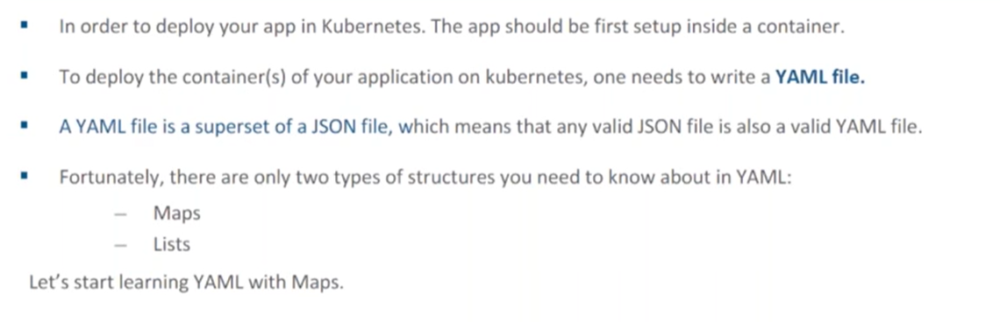 ▪ In order to deploy your app in Kubernetes. The app should be first setup inside a container.
▪ To deploy the container(s) of your application on kubernetes, one needs to write a YAML file.
▪ A YAML file is a superset of a JSON file, which means that any valid JSON file is also a valid YAML file.
▪ Fortunately, there are only two types of structures you need to know about in YAML:
– Maps
– Lists
Let's start learning YAML with Maps.